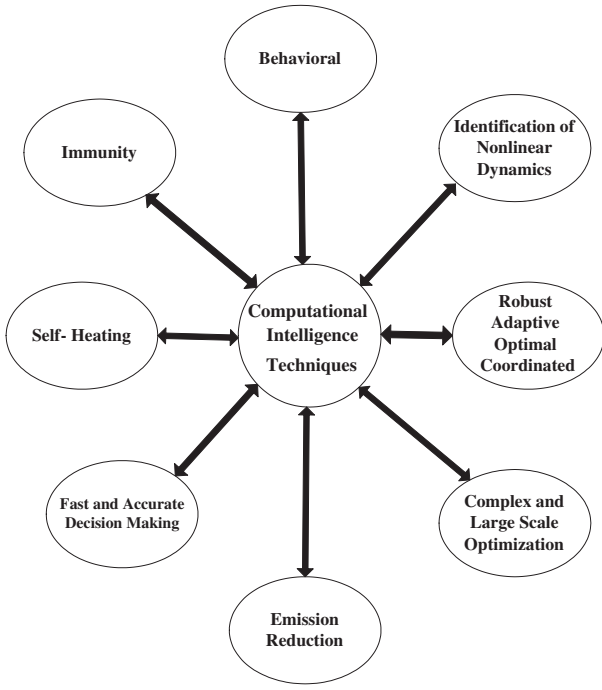 Behavioral
Identification of
Nonlinear
Dynamics
Immunity
Computational
Intelligence
Techniques
Robust
Adaptive
Optimal
Coordinated
Self- Heating
Fast and Accurate
Decision Making
Complex and
Large Scale
Optimization
Emission
Reduction